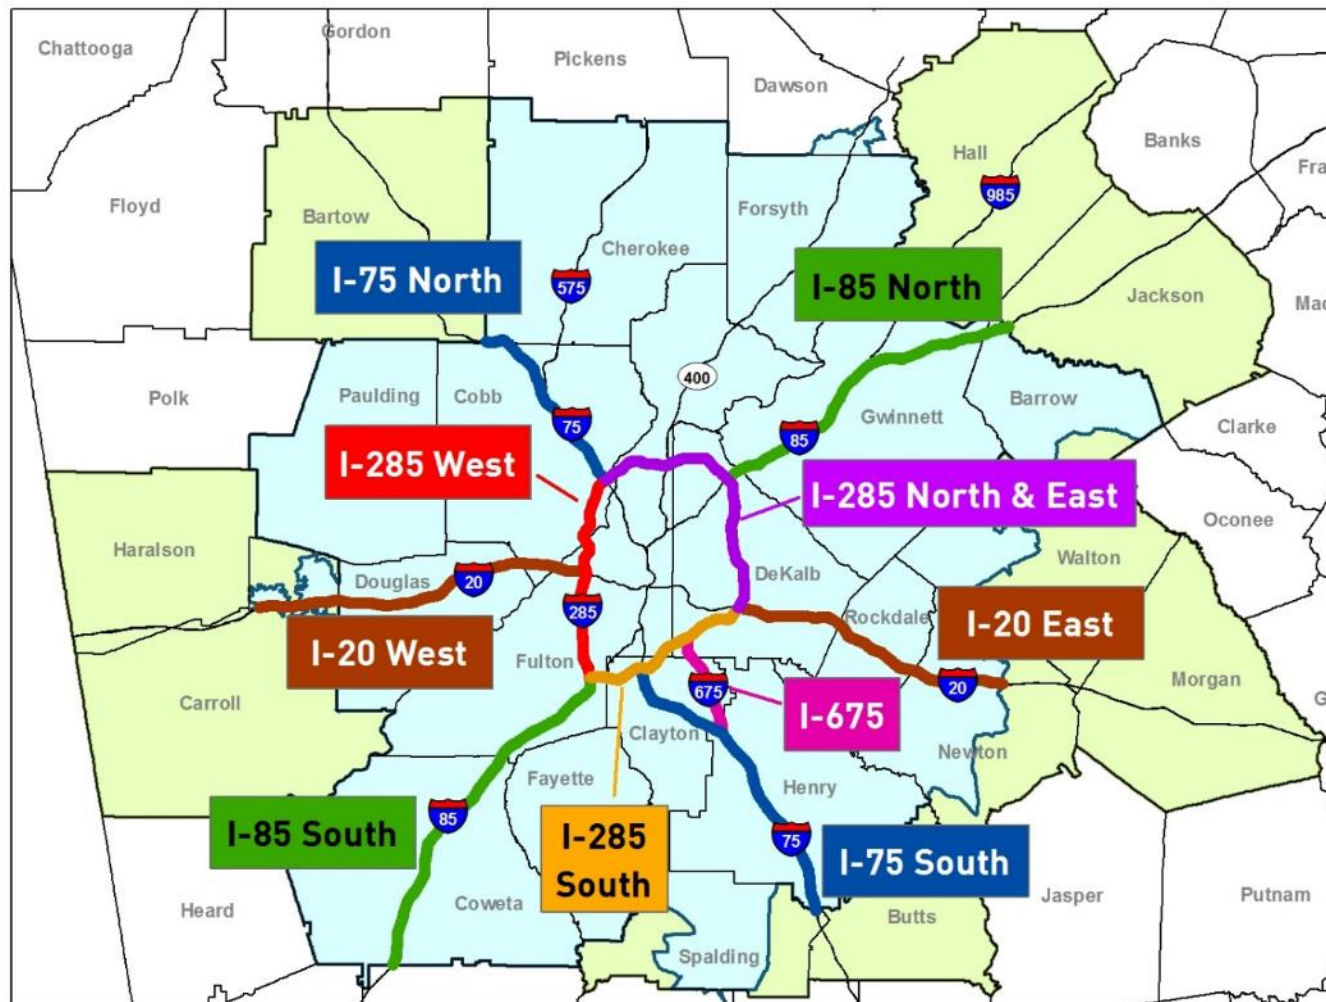 Chattooga
Gordon
Pickens
Dawson
Banks
Hall
Fra
985
Floyd
Bartow
Forsyth
Cherokee
I-75 North
575
I-85 North
Jackson
Mac
400
Polk
Paulding
Cobb
Barrow
75
Gwinnett
Clarke
85
I-285 West
I-285 North & East
Oconee
Haralson
Walton
Douglas
20
DeKalb
285
Rockdale
I-20 East
I-20 West
Fulton
675
20
Morgan
Carroll
I-675
G
Clayton
Newton
Fayette
Henry
I-85 South
85
I-285
South
75
I-75 South
Heard
Coweta
Butts
Jasper
Putnam
Spalding